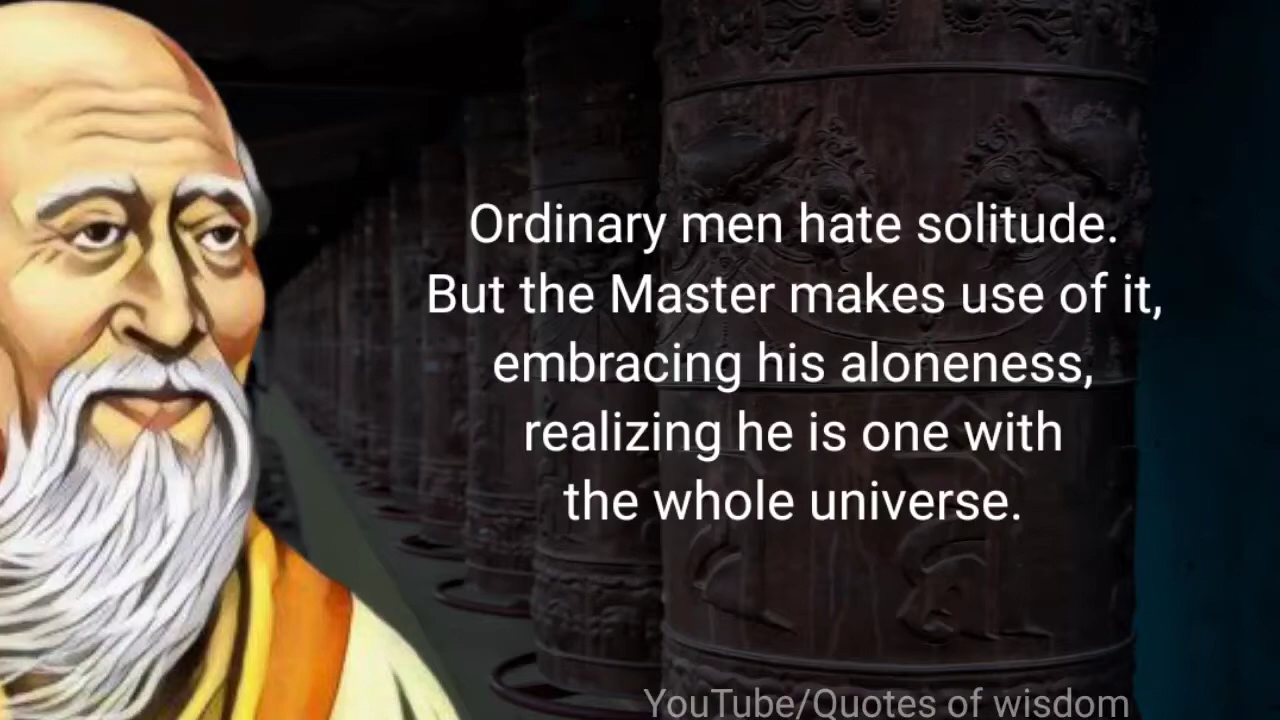 Ordinary men hate solitude.
But the Master makes use of it,
embracing his aloneness,
realizing he is one with
the whole universe.
YouTube/Quotes of wisdom